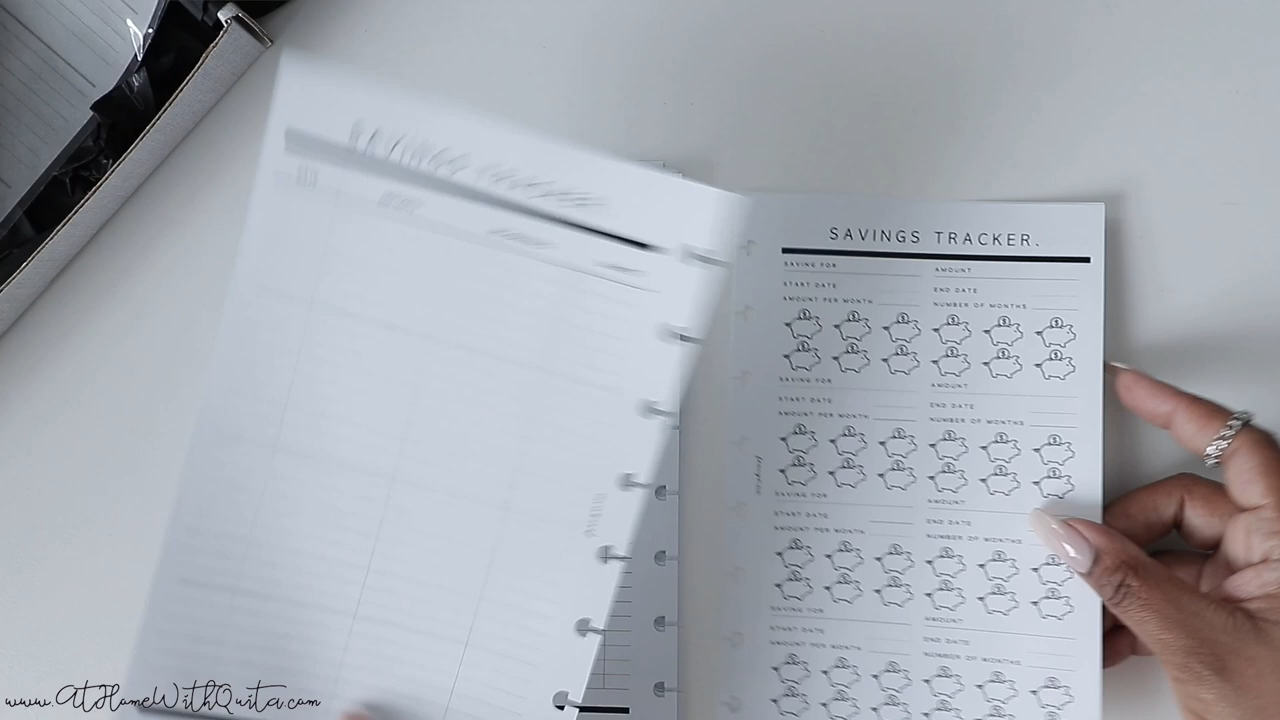 SAVINGS TRACKER.
SAVING FOR AMOUNT
START DATE END DATE
AMOUNT PER MONTH NUMBER OF MONTHS
SAVING FOR AMOUNT
START DATE END DATE
AMOUNT PER MONTH NUMBER OF MONTHS
SAVING FOR AMOUNT
START DATE END DATE
AMOUNT PER MONTH NUMBER OF MONTHS
SAVING FOR AMOUNT
START DATE END DATE
AMOUNT PER MONTH NUMBER OF MONTHS
www.AtHomeWithQuita.com